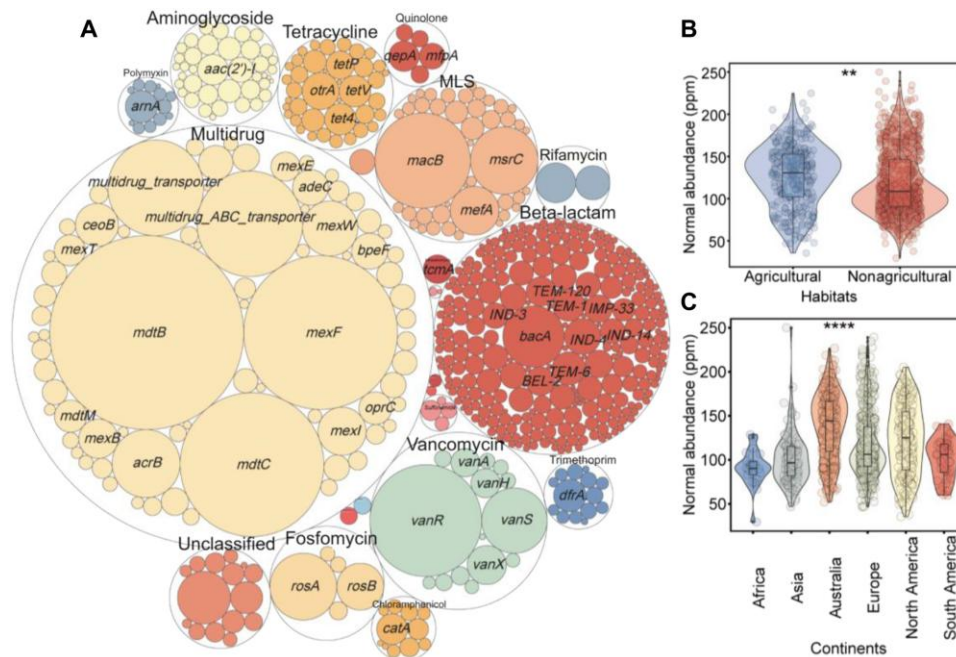 A
Aminoglycoside
aac(2')-I
Polymyxin
arnA
Tetracycline
tetP
otrA
tetV
tet4.
Quinolone
qepA
mfpA
MLS
macB
msrC
mefA
Rifamycin
Multidrug
mexE
multidrug_transporter
adeC
multidrug_ABC_transporter
ceoB
mexW
mexT
bpeF
mdtB
mexF
mdtM
oprC
mexB
mexI
acrB
mdtC
Beta-lactam
tcmA
TEM-120
TEM-1
IMP-33
IND-3
bacA
IND-4
IND-14
TEM-6
BEL-2
Sulfonamide
Vancomycin
vanA
vanH
vanR
vanS
vanX
Trimethoprim
dfrA
Unclassified
Fosfomycin
rosA
rosB
Chloramphanicol
catA
B
Normal abundance (ppm)
250
200
150
100
50
**
Agricultural
Nonagricultural
Habitats
C
Normal abundance (ppm)
250
200
150
100
50
****
Africa
Asia
Australia
Europe
North America
South America
Continents